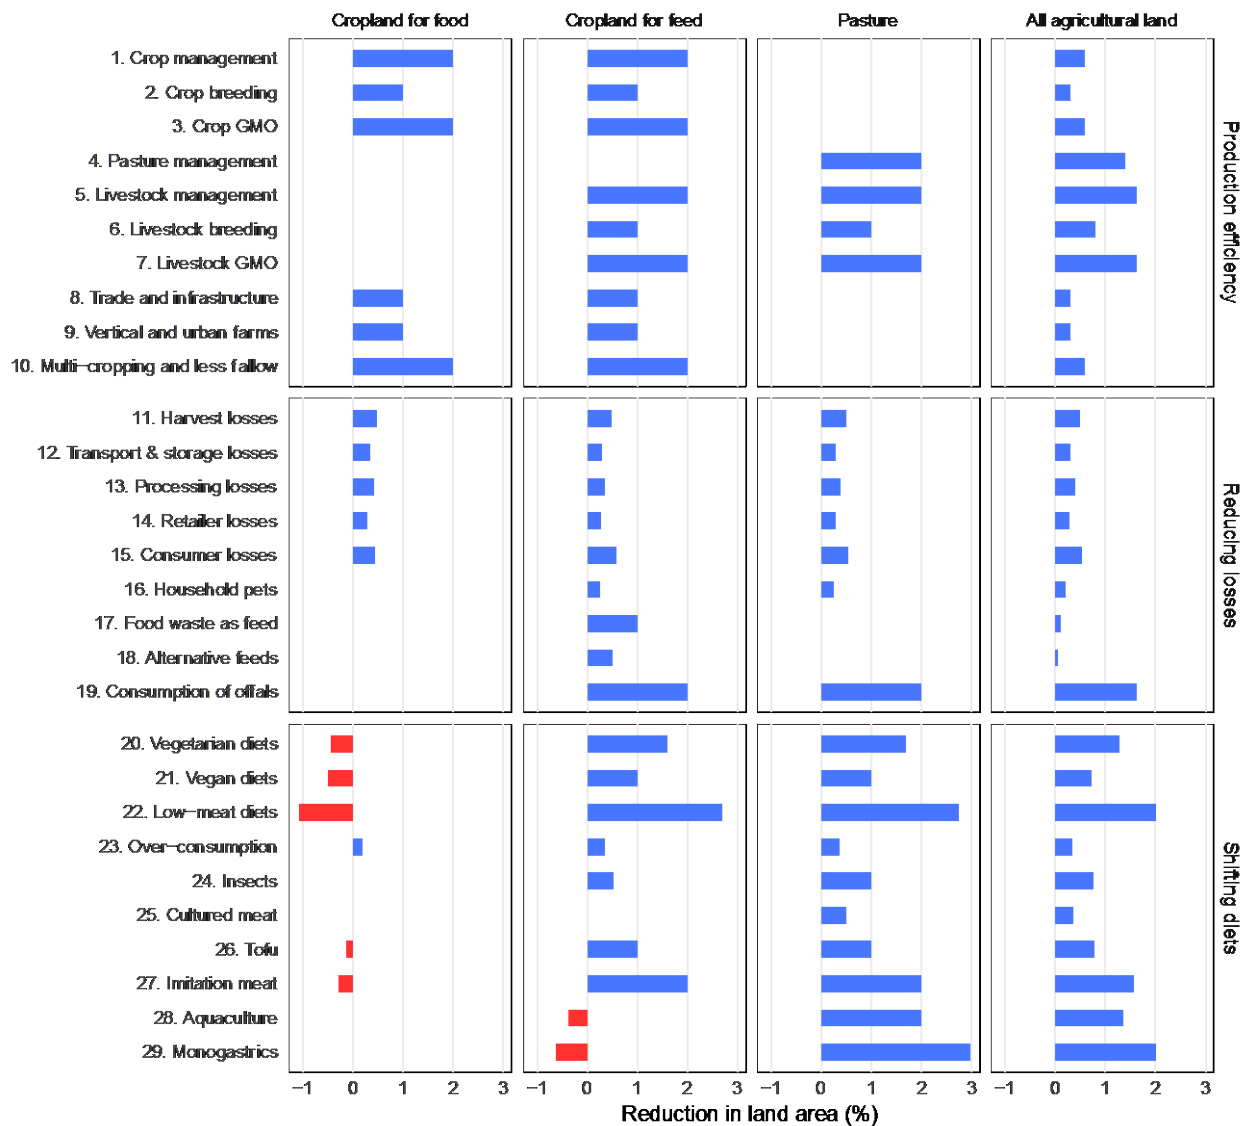 Cropland for food Cropland for feed Pasture All agricultural land
1. Crop management
2. Crop breeding
3. Crop GMO
4. Pasture management
5. Livestock management
6. Livestock breeding
7. Livestock GMO
8. Trade and infrastructure
9. Vertical and urban farms
10. Multi−cropping and less fallow
Production efficiency
11. Harvest losses
12. Transport & storage losses
13. Processing losses
14. Retailer losses
15. Consumer losses
16. Household pets
17. Food waste as feed
18. Alternative feeds
19. Consumption of offals
Reducing losses
20. Vegetarian diets
21. Vegan diets
22. Low−meat diets
23. Over−consumption
24. Insects
25. Cultured meat
26. Tofu
27. Imitation meat
28. Aquaculture
29. Monogastrics
Shifting diets
−1 0 1 2 3 −1 0 1 2 3 −1 0 1 2 3 −1 0 1 2 3
Reduction in land area (%)